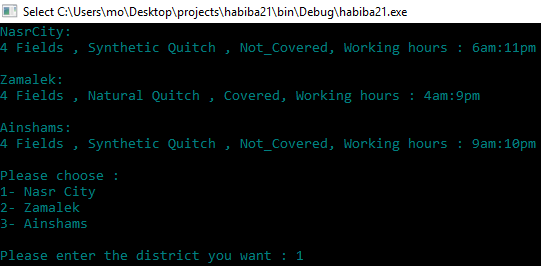 Select C:\Users\mo\Desktop\projects\habiba21\bin\Debug\habiba21.exe
NasrCity:
4 Fields , Synthetic Quitch , Not_Covered, Working hours : 6am:11pm
Zamalek:
4 Fields , Natural Quitch , Covered, Working hours : 4am:9pm
Ainshams:
4 Fields , Synthetic Quitch , Not_Covered, Working hours : 9am:10pm
Please choose :
1- Nasr City
2- Zamalek
3- Ainshams
Please enter the district you want : 1